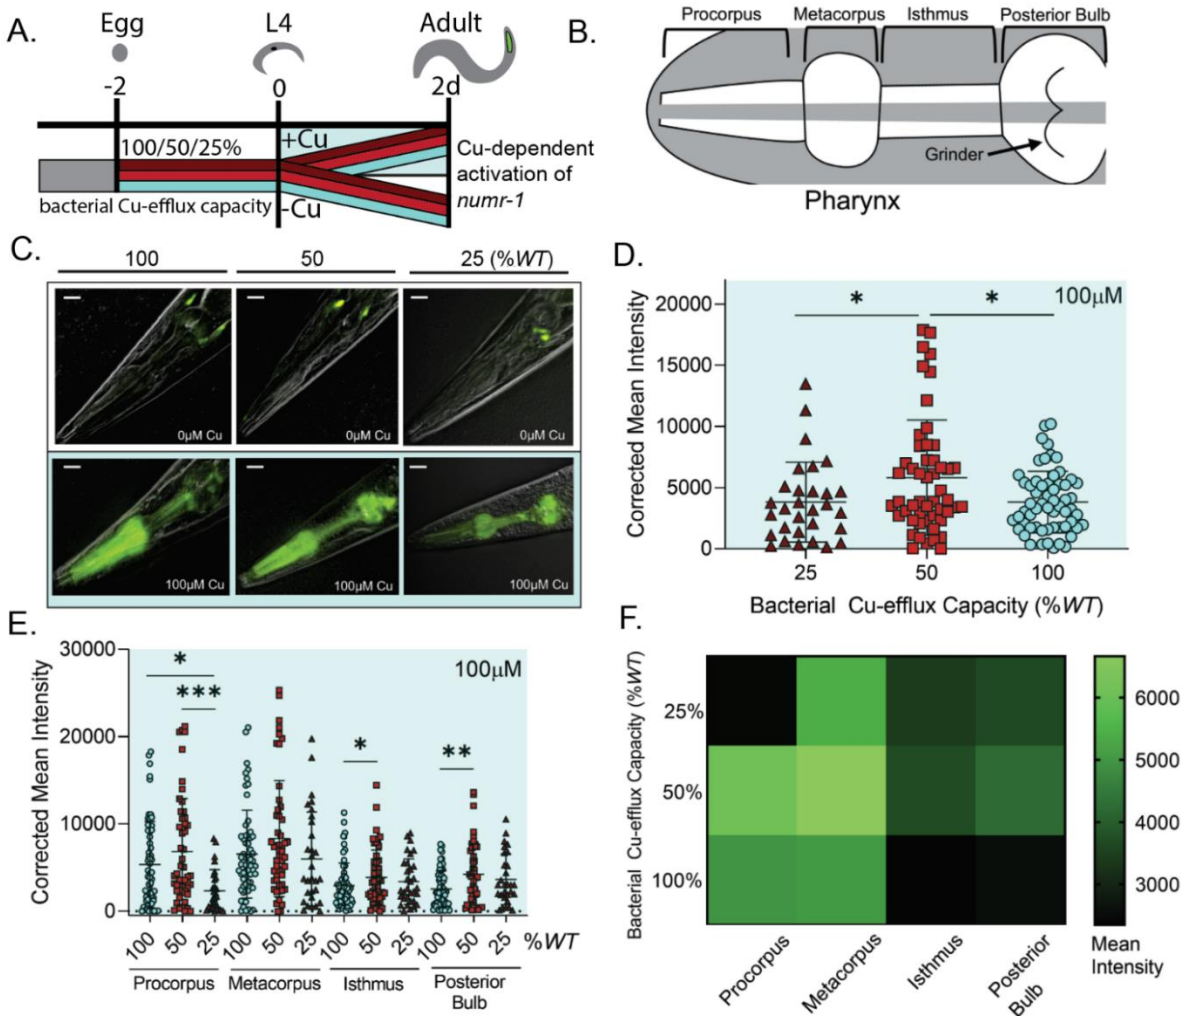 A.
Egg
L4
Adult
-2
0
2d
100/50/25%
+Cu
-Cu
bacterial Cu-efflux capacity
Cu-dependent
activation of
numr-1
B.
Procorpus
Metacorpus
Isthmus
Posterior Bulb
Grinder
Pharynx
C.
100
50
25 (%WT)
0µM Cu
0µM Cu
0µM Cu
100µM Cu
100µM Cu
100µM Cu
D.
100µM
*
*
Corrected Mean Intensity
20000
15000
10000
5000
0
25
50
100
Bacterial Cu-efflux Capacity (%WT)
E.
100µM
*
***
*
**
Corrected Mean Intensity
30000
20000
10000
0
100
50
25
100
50
25
100
50
25
100
50
25
%WT
Procorpus
Metacorpus
Isthmus
Posterior
Bulb
F.
Bacterial Cu-efflux Capacity (%WT)
25%
50%
100%
Procorpus
Metacorpus
Isthmus
Posterior
Bulb
6000
5000
4000
3000
Mean
Intensity